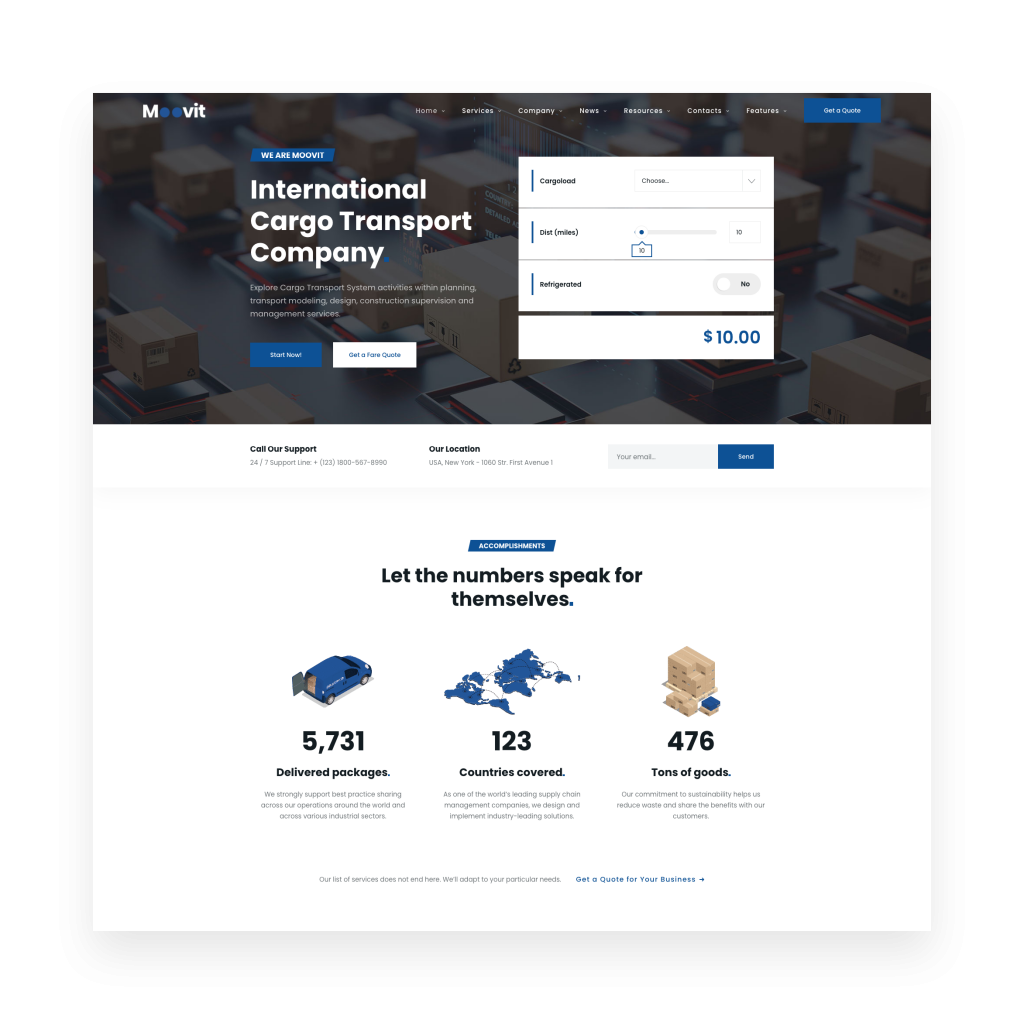 Moovit
Home Services Company News Resources Contacts Features Get a Quote
WE ARE MOOVIT
International
Cargo Transport
Company.
Explore Cargo Transport System activities within planning,
transport modeling, design, construction supervision and
management services.
Start Now! Get a Fare Quote
Cargoload Choose...
Dist (miles) 10
10
Refrigerated No
$ 10.00
Call Our Support
24 / 7 Support Line: + (123) 1800-567-8990
Our Location
USA, New York - 1060 Str. First Avenue 1
Your email... Send
ACCOMPLISHMENTS
Let the numbers speak for
themselves.
5,731
Delivered packages.
We strongly support best practice sharing
across our operations around the world and
across various industrial sectors.
123
Countries covered.
As one of the world's leading supply chain
management companies, we design and
implement industry-leading solutions.
476
Tons of goods.
Our commitment to sustainability helps us
reduce waste and share the benefits with our
customers.
Our list of services does not end here. We'll adapt to your particular needs. Get a Quote for Your Business ➔